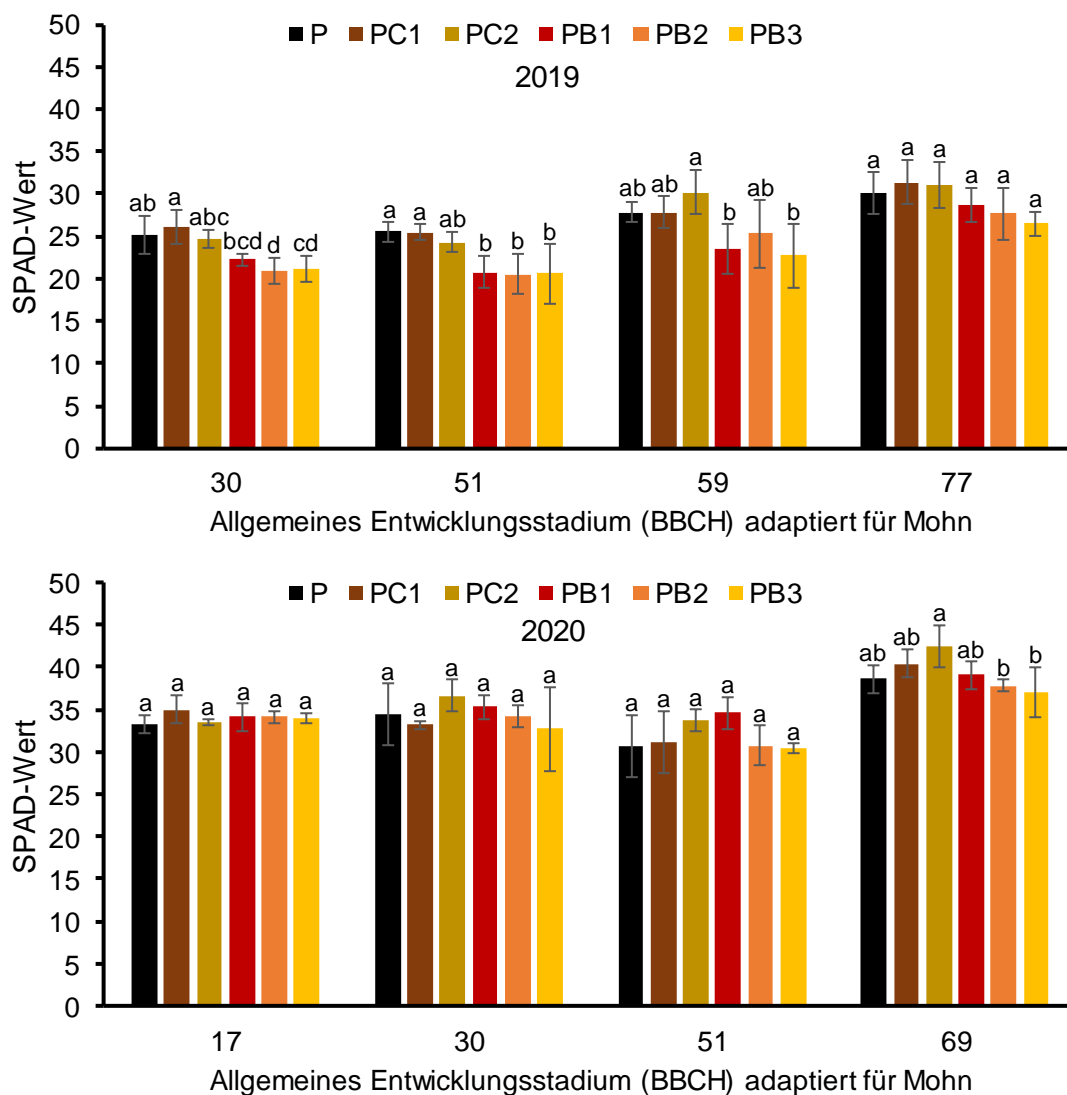 P PC1 PC2 PB1 PB2 PB3
2019
SPAD-Wert
50
45
40
35
30
25
20
15
10
5
0
ab a abc bcd d cd
a a ab b b b
ab ab a b ab b
a a a a a a
30 51 59 77
Allgemeines Entwicklungsstadium (BBCH) adaptiert für Mohn
P PC1 PC2 PB1 PB2 PB3
2020
SPAD-Wert
50
45
40
35
30
25
20
15
10
5
0
a a a a a a
a a a a a a
a a a a a a
ab ab a ab b b
17 30 51 69
Allgemeines Entwicklungsstadium (BBCH) adaptiert für Mohn